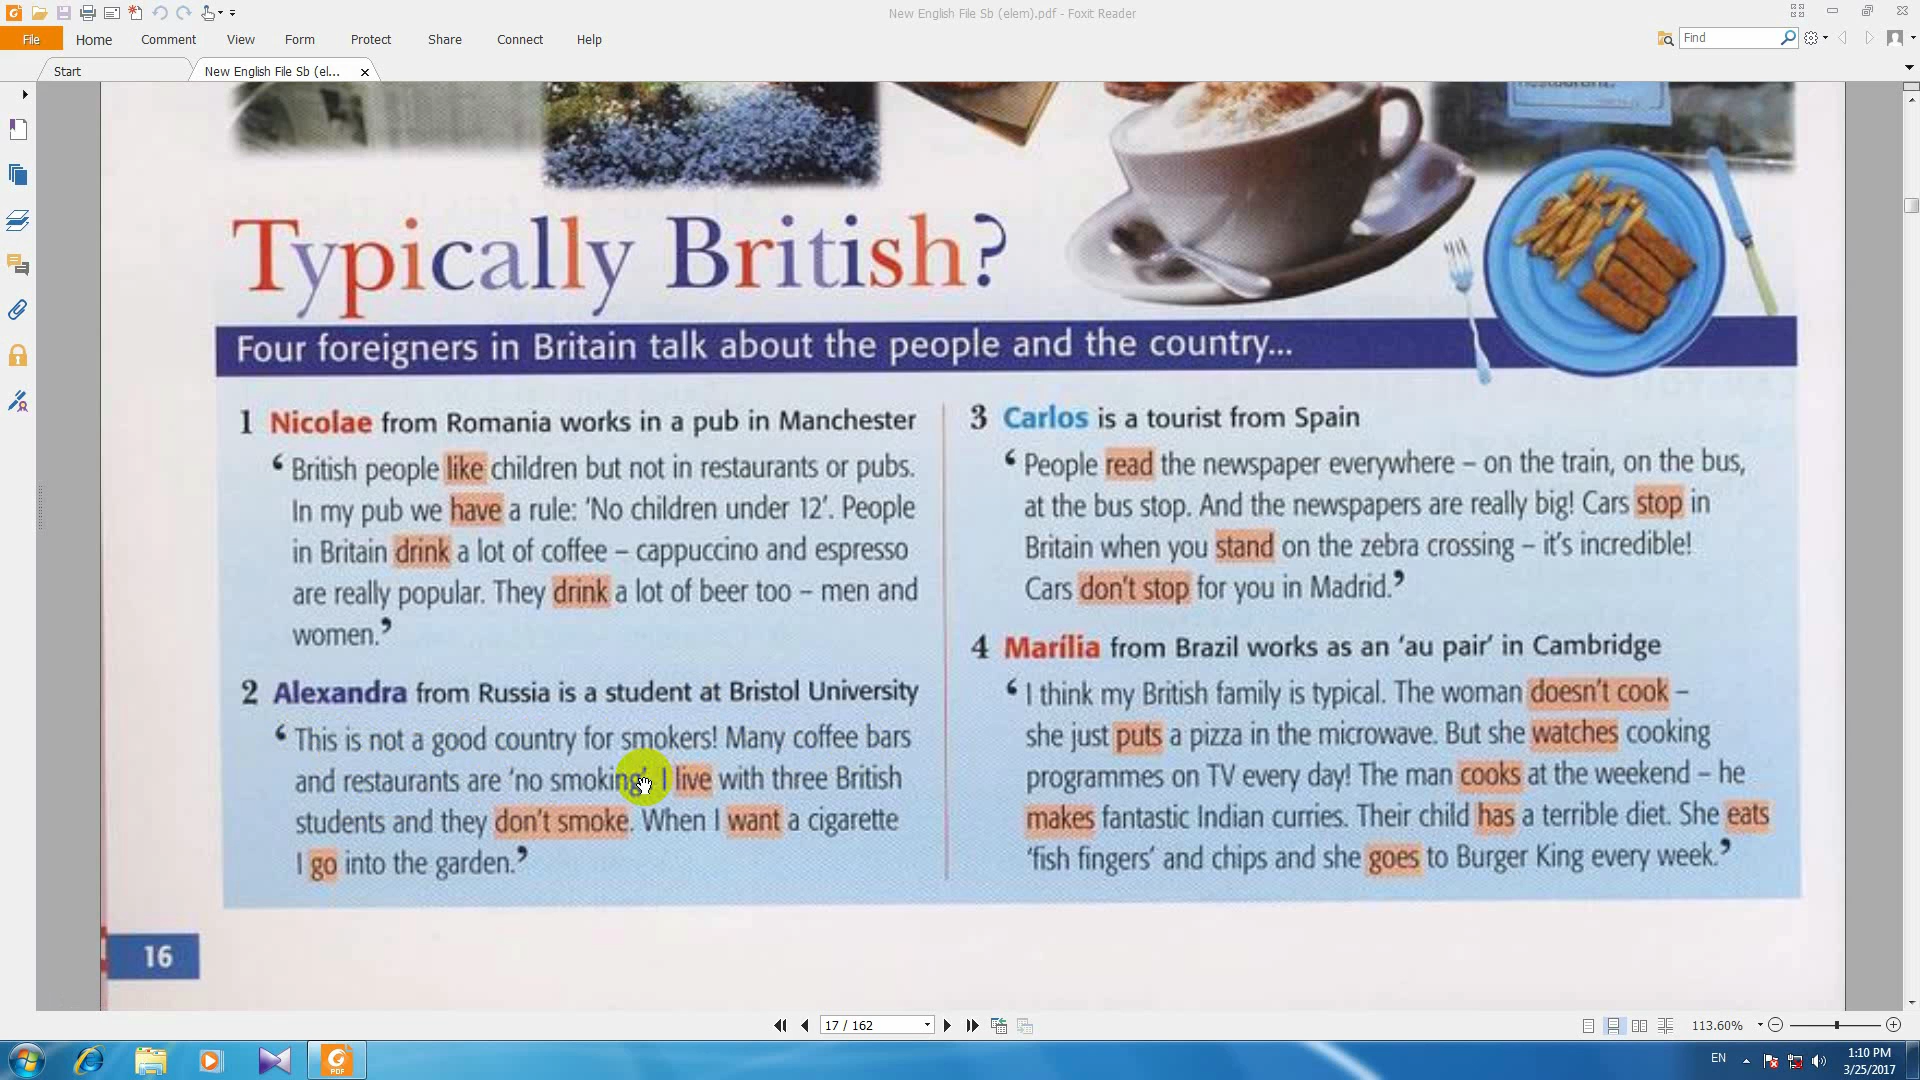 New English File Sb (elem).pdf - Foxit Reader
File Home Comment View Form Protect Share Connect Help
Find
Start
New English File Sb (el...
Typically British?
Four foreigners in Britain talk about the people and the country...
1 Nicolae from Romania works in a pub in Manchester
‘British people like children but not in restaurants or pubs.
In my pub we have a rule: ‘No children under 12’. People
in Britain drink a lot of coffee – cappuccino and espresso
are really popular. They drink a lot of beer too – men and
women.’
2 Alexandra from Russia is a student at Bristol University
‘This is not a good country for smokers! Many coffee bars
and restaurants are ‘no smoking’. I live with three British
students and they don't smoke. When I want a cigarette
I go into the garden.’
3 Carlos is a tourist from Spain
‘People read the newspaper everywhere – on the train, on the bus,
at the bus stop. And the newspapers are really big! Cars stop in
Britain when you stand on the zebra crossing – it's incredible!
Cars don't stop for you in Madrid.’
4 Marília from Brazil works as an ‘au pair’ in Cambridge
‘I think my British family is typical. The woman doesn't cook –
she just puts a pizza in the microwave. But she watches cooking
programmes on TV every day! The man cooks at the weekend – he
makes fantastic Indian curries. Their child has a terrible diet. She eats
‘fish fingers’ and chips and she goes to Burger King every week.’
16
17 / 162
113.60%
PDF
EN
1:10 PM
3/25/2017